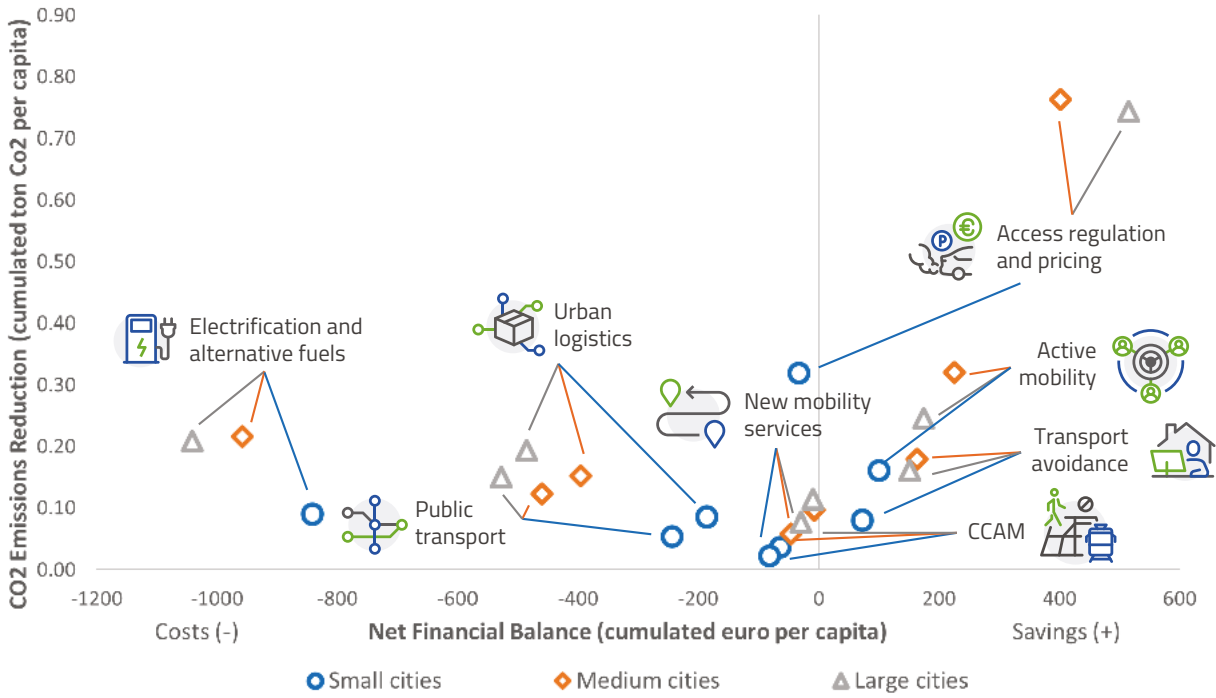 CO2 Emissions Reduction (cumulated ton Co2 per capita)
0.90
0.80
0.70
0.60
0.50
0.40
0.30
0.20
0.10
0.00
P
€
Access regulation
and pricing
Electrification and
alternative fuels
Urban
logistics
Active
mobility
New mobility
services
Transport
avoidance
Public
transport
CCAM
-1200
-1000
-800
-600
-400
-200
0
200
400
600
Costs (-)
Net Financial Balance (cumulated euro per capita)
Savings (+)
Small cities
Medium cities
Large cities